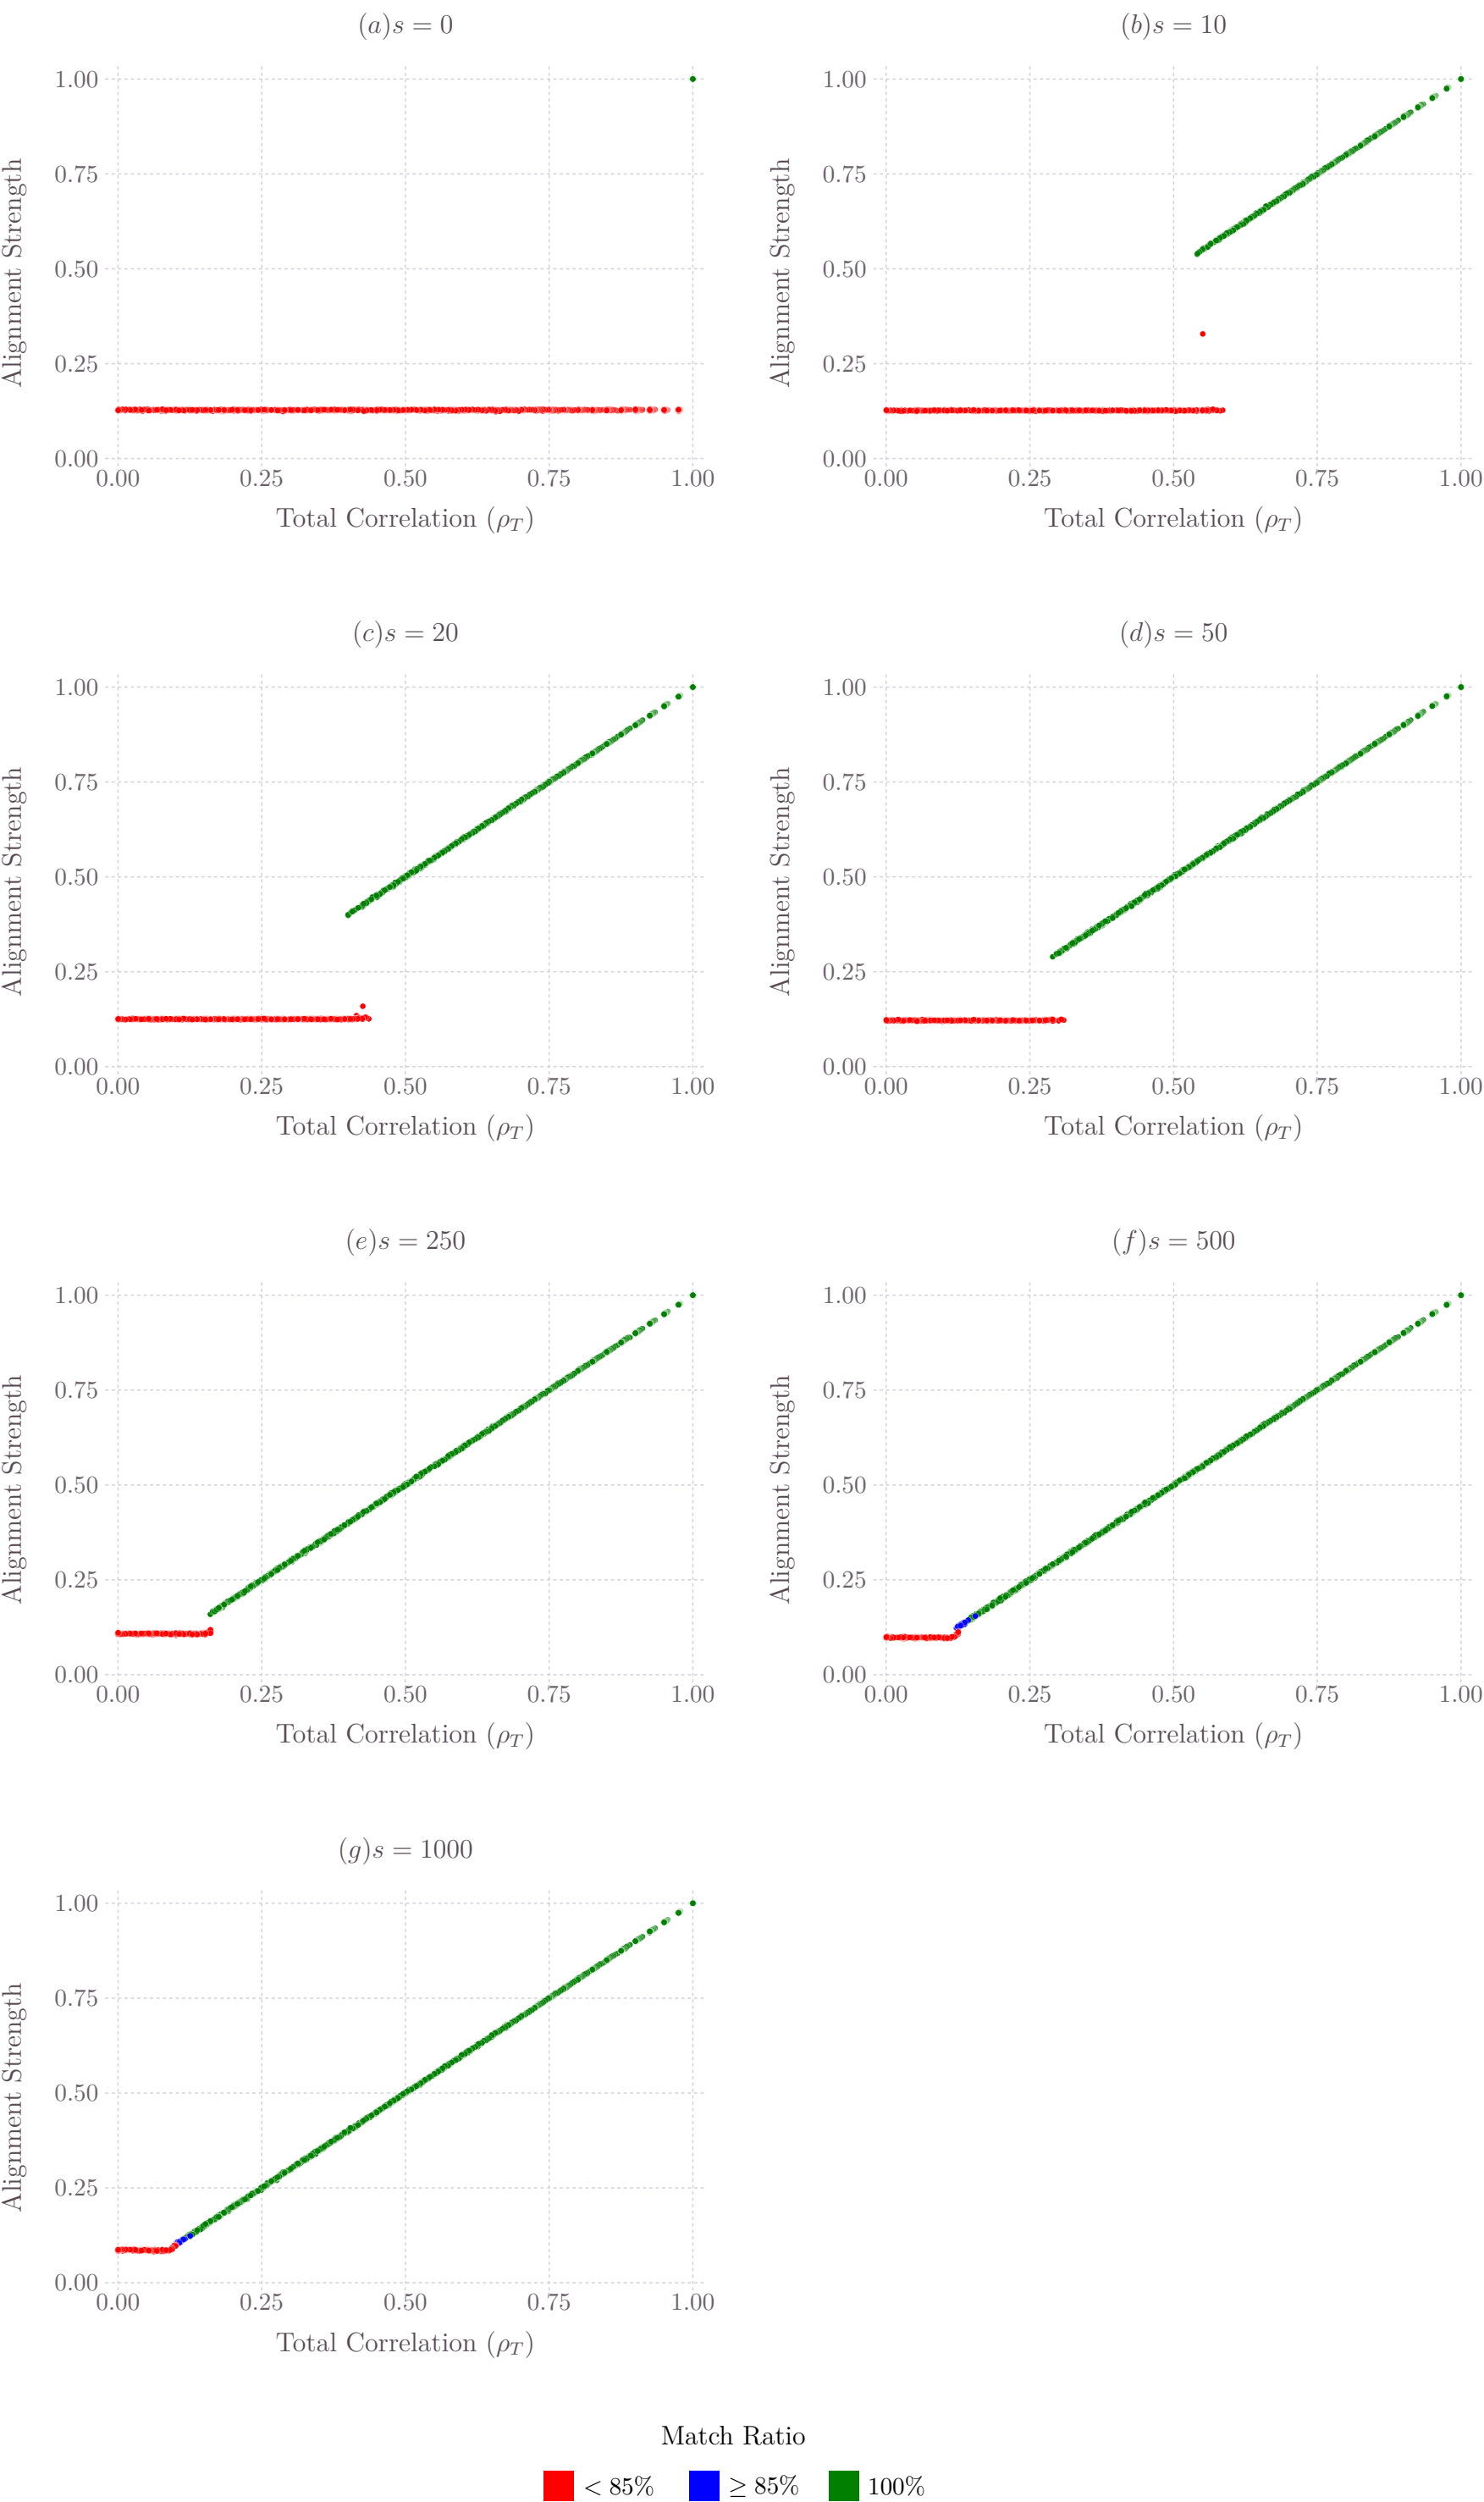 (a)s = 0
(b)s = 10
Alignment Strength
1.00
0.75
0.50
0.25
0.00
0.00 0.25 0.50 0.75 1.00
Total Correlation (ρT)
Alignment Strength
1.00
0.75
0.50
0.25
0.00
0.00 0.25 0.50 0.75 1.00
Total Correlation (ρT)
(c)s = 20
(d)s = 50
Alignment Strength
1.00
0.75
0.50
0.25
0.00
0.00 0.25 0.50 0.75 1.00
Total Correlation (ρT)
Alignment Strength
1.00
0.75
0.50
0.25
0.00
0.00 0.25 0.50 0.75 1.00
Total Correlation (ρT)
(e)s = 250
(f)s = 500
Alignment Strength
1.00
0.75
0.50
0.25
0.00
0.00 0.25 0.50 0.75 1.00
Total Correlation (ρT)
Alignment Strength
1.00
0.75
0.50
0.25
0.00
0.00 0.25 0.50 0.75 1.00
Total Correlation (ρT)
(g)s = 1000
Alignment Strength
1.00
0.75
0.50
0.25
0.00
0.00 0.25 0.50 0.75 1.00
Total Correlation (ρT)
Match Ratio
< 85% ≥ 85% 100%